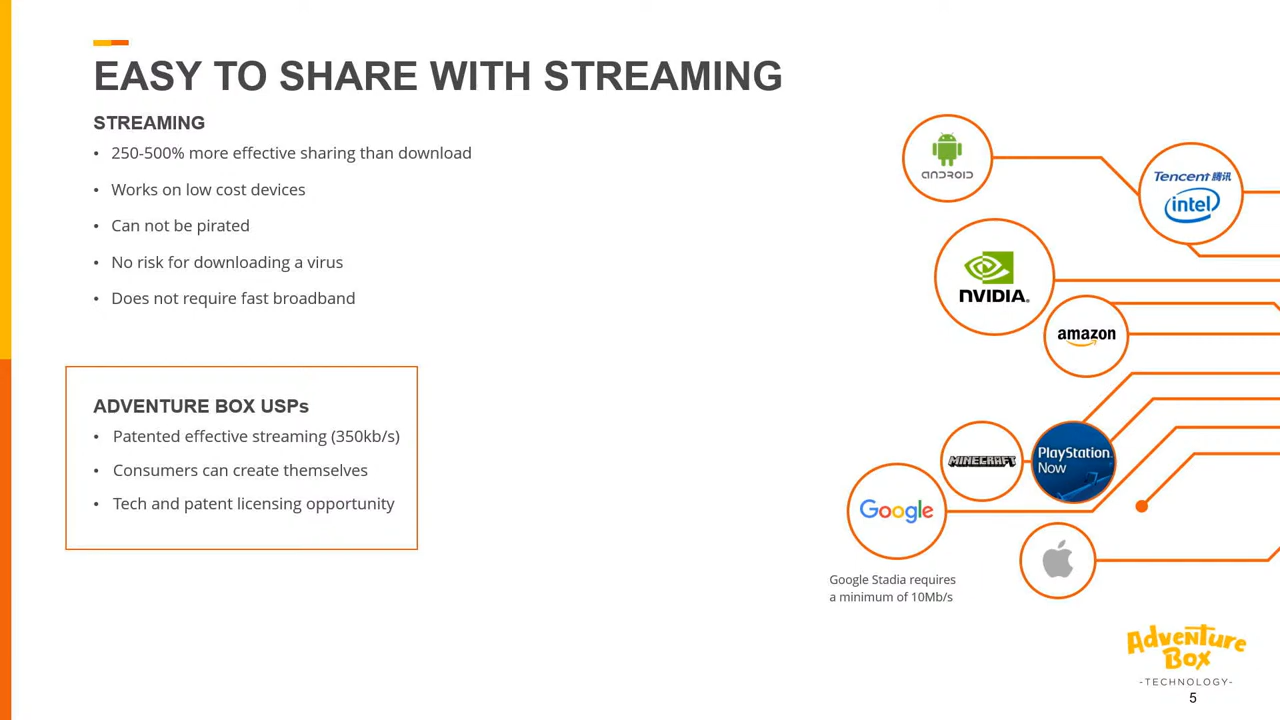 EASY TO SHARE WITH STREAMING
STREAMING
• 250-500% more effective sharing than download
• Works on low cost devices
• Can not be pirated
• No risk for downloading a virus
• Does not require fast broadband
ADVENTURE BOX USPs
• Patented effective streaming (350kb/s)
• Consumers can create themselves
• Tech and patent licensing opportunity
ANDROID
Tencent 腾讯
intel
NVIDIA.
amazon
MINECRAFT
PlayStation
Now
Google
Google Stadia requires
a minimum of 10Mb/s
Adventure
Box
-TECHNOLOGY-
5